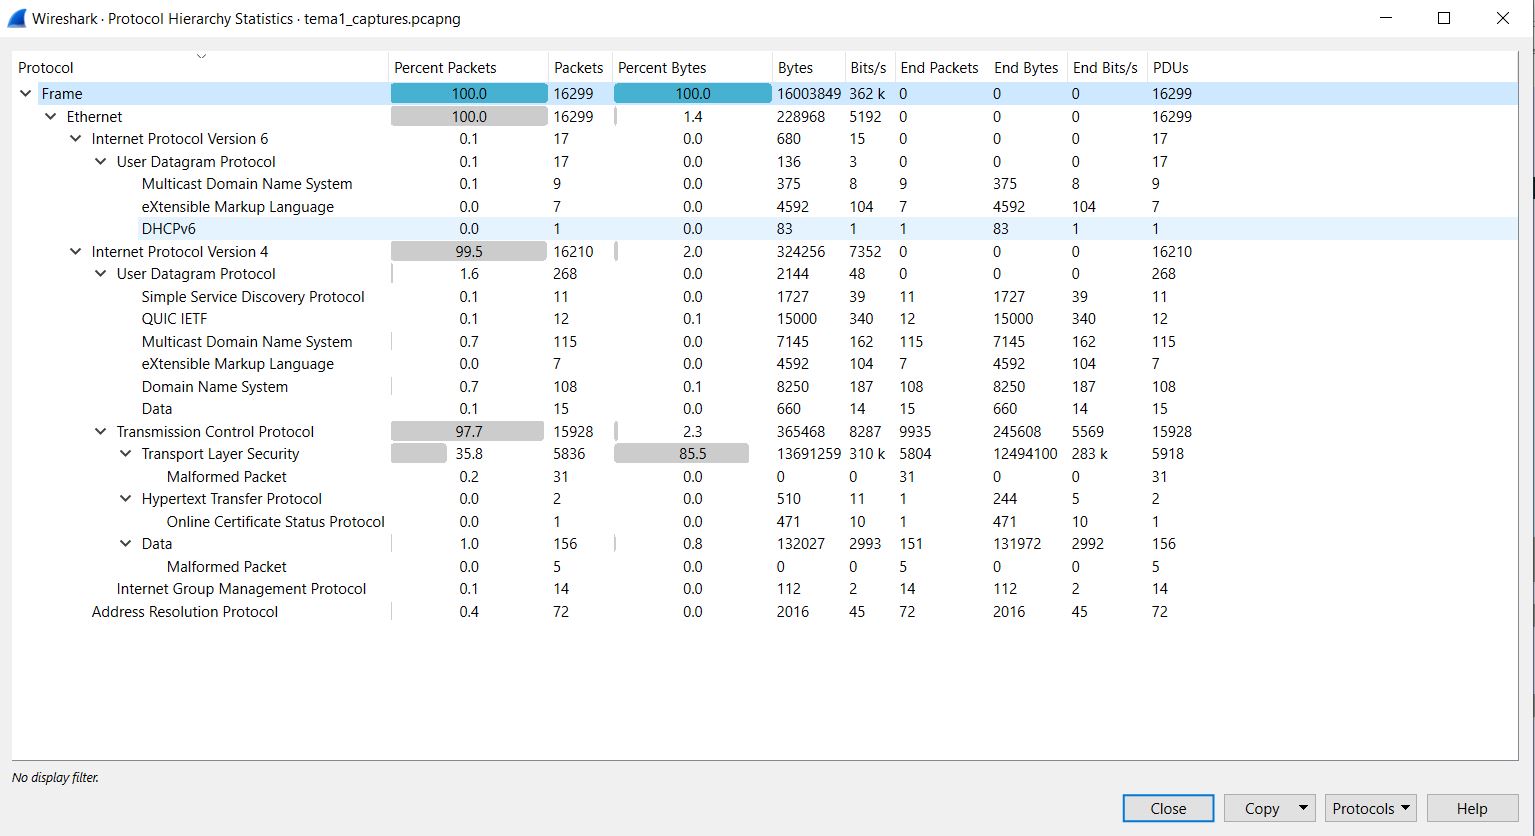 Wireshark · Protocol Hierarchy Statistics · tema1_captures.pcapng
Protocol Percent Packets Packets Percent Bytes Bytes Bits/s End Packets End Bytes End Bits/s PDUs
Frame 100.0 16299 100.0 16003849 362 k 0 0 0 16299
Ethernet 100.0 16299 1.4 228968 5192 0 0 0 16299
Internet Protocol Version 6 0.1 17 0.0 680 15 0 0 0 17
User Datagram Protocol 0.1 17 0.0 136 3 0 0 0 17
Multicast Domain Name System 0.1 9 0.0 375 8 9 375 8 9
eXtensible Markup Language 0.0 7 0.0 4592 104 7 4592 104 7
DHCPv6 0.0 1 0.0 83 1 1 83 1 1
Internet Protocol Version 4 99.5 16210 2.0 324256 7352 0 0 0 16210
User Datagram Protocol 1.6 268 0.0 2144 48 0 0 0 268
Simple Service Discovery Protocol 0.1 11 0.0 1727 39 11 1727 39 11
QUIC IETF 0.1 12 0.1 15000 340 12 15000 340 12
Multicast Domain Name System 0.7 115 0.0 7145 162 115 7145 162 115
eXtensible Markup Language 0.0 7 0.0 4592 104 7 4592 104 7
Domain Name System 0.7 108 0.1 8250 187 108 8250 187 108
Data 0.1 15 0.0 660 14 15 660 14 15
Transmission Control Protocol 97.7 15928 2.3 365468 8287 9935 245608 5569 15928
Transport Layer Security 35.8 5836 85.5 13691259 310 k 5804 12494100 283 k 5918
Malformed Packet 0.2 31 0.0 0 0 31 0 0 31
Hypertext Transfer Protocol 0.0 2 0.0 510 11 1 244 5 2
Online Certificate Status Protocol 0.0 1 0.0 471 10 1 471 10 1
Data 1.0 156 0.8 132027 2993 151 131972 2992 156
Malformed Packet 0.0 5 0.0 0 0 5 0 0 5
Internet Group Management Protocol 0.1 14 0.0 112 2 14 112 2 14
Address Resolution Protocol 0.4 72 0.0 2016 45 72 2016 45 72
No display filter.
Close Copy Protocols Help